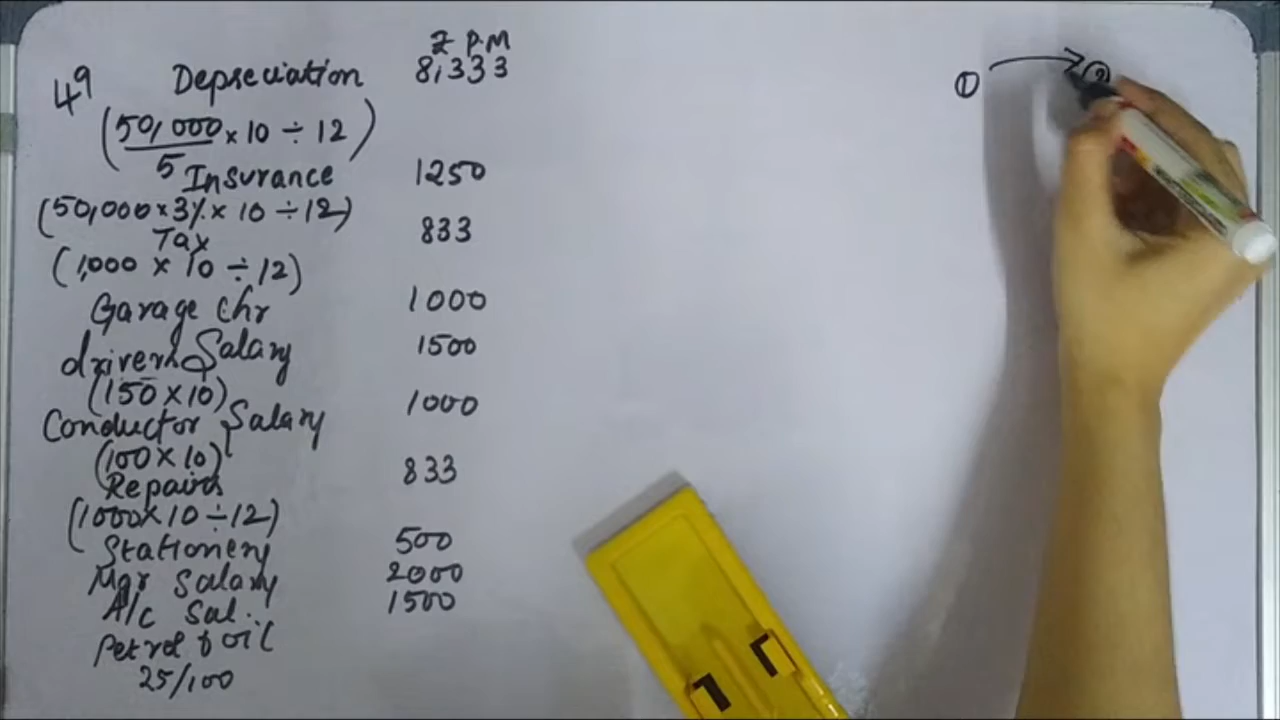 ₹ P.M
49 Depreciation 8,333
(50,000/5 × 10 ÷ 12)
Insurance 1250
(50,000 × 3% × 10 ÷ 12)
Tax 833
(1,000 × 10 ÷ 12)
Garage Chr 1000
drivers Salary 1500
(150 × 10)
Conductor Salary 1000
(100 × 10)
Repairs 833
(1000 × 10 ÷ 12)
Stationery 500
Mgr Salary 2000
A/C Sal.. 1500
Petrol & oil
25/100
① → ②